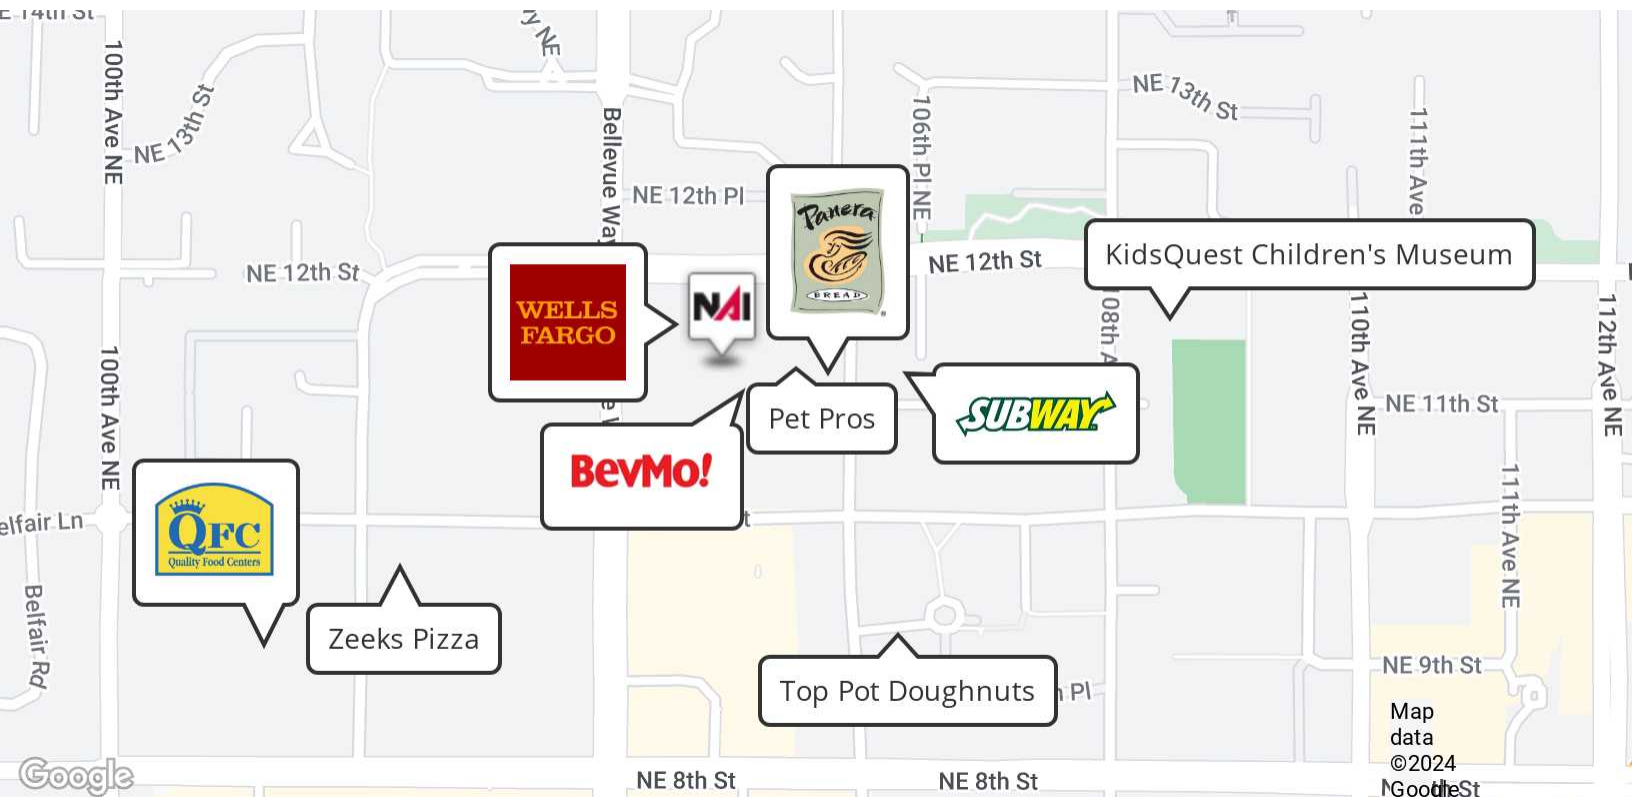 E 14th St
y NE
100th Ave NE
NE 13th St
Bellevue Way
106th Pl NE
NE 13th St
111th Ave
NE 12th Pl
Panera
BREAD
KidsQuest Children's Museum
NE 12th St
NE 12th St
WELLS
FARGO
NAI
108th A
110th Ave NE
112th Ave NE
100th Ave NE
e W
Pet Pros
SUBWAY
NE 11th St
BevMo!
QFC
Quality Food Centers
elfair Ln
t
111th Ave NE
Belfair Rd
Zeeks Pizza
Top Pot Doughnuts
Pl
NE 9th St
Map
data
©2024
Google
Google
NE 8th St
NE 8th St